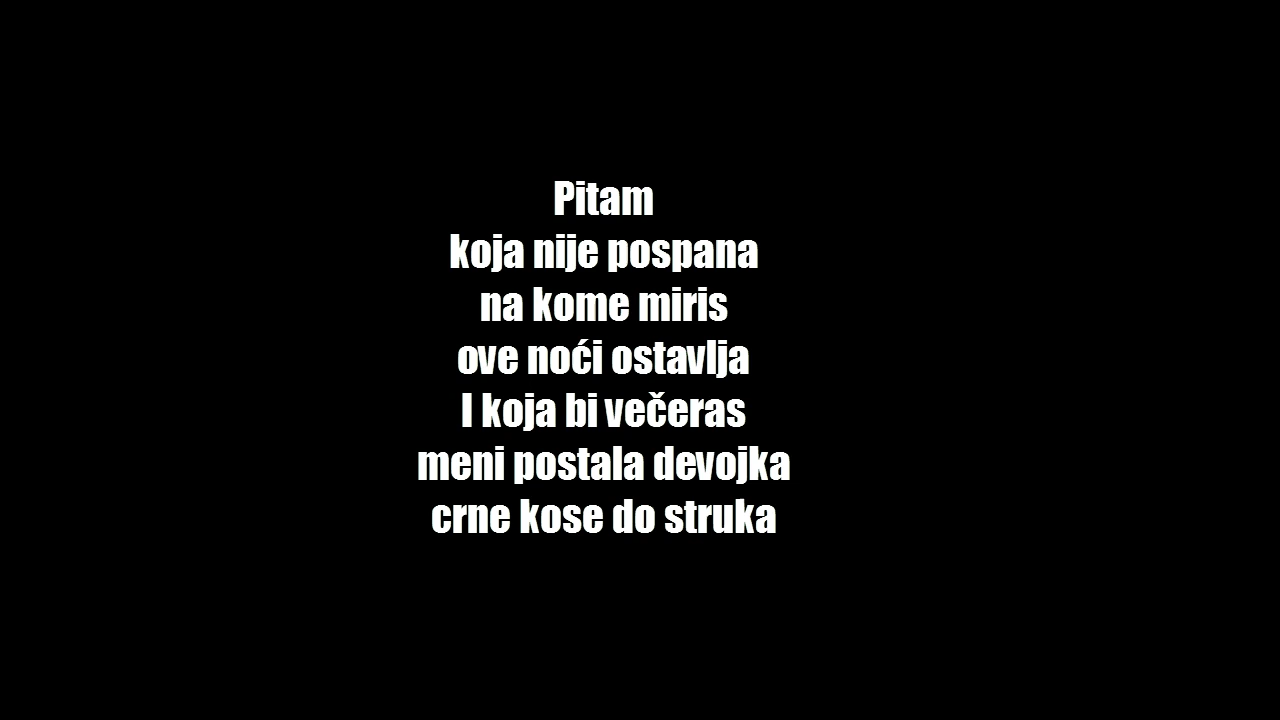 Pitam
koja nije pospana
na kome miris
ove noći ostavlja
I koja bi večeras
meni postala devojka
crne kose do struka